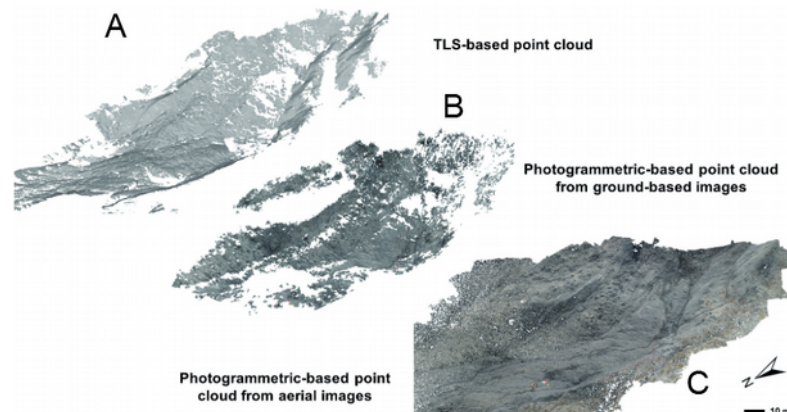 A
TLS-based point cloud
B
Photogrammetric-based point cloud
from ground-based images
Photogrammetric-based point
cloud from aerial images
C
N